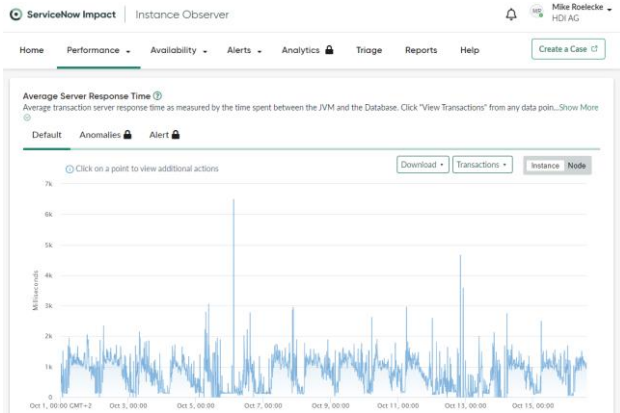 ServiceNow Impact | Instance Observer
MR
Mike Roelecke
HDI AG
Home Performance Availability Alerts Analytics Triage Reports Help Create a Case
Average Server Response Time
Average transaction server response time as measured by the time spent between the JVM and the Database. Click "View Transactions" from any data poin...Show More
Default Anomalies Alert
Click on a point to view additional actions
Download Transactions Instance Node
7k
6k
5k
4k
3k
2k
1k
0
Milliseconds
Oct 1, 00:00 GMT+2 Oct 3, 00:00 Oct 5, 00:00 Oct 7, 00:00 Oct 9, 00:00 Oct 11, 00:00 Oct 13, 00:00 Oct 15, 00:00